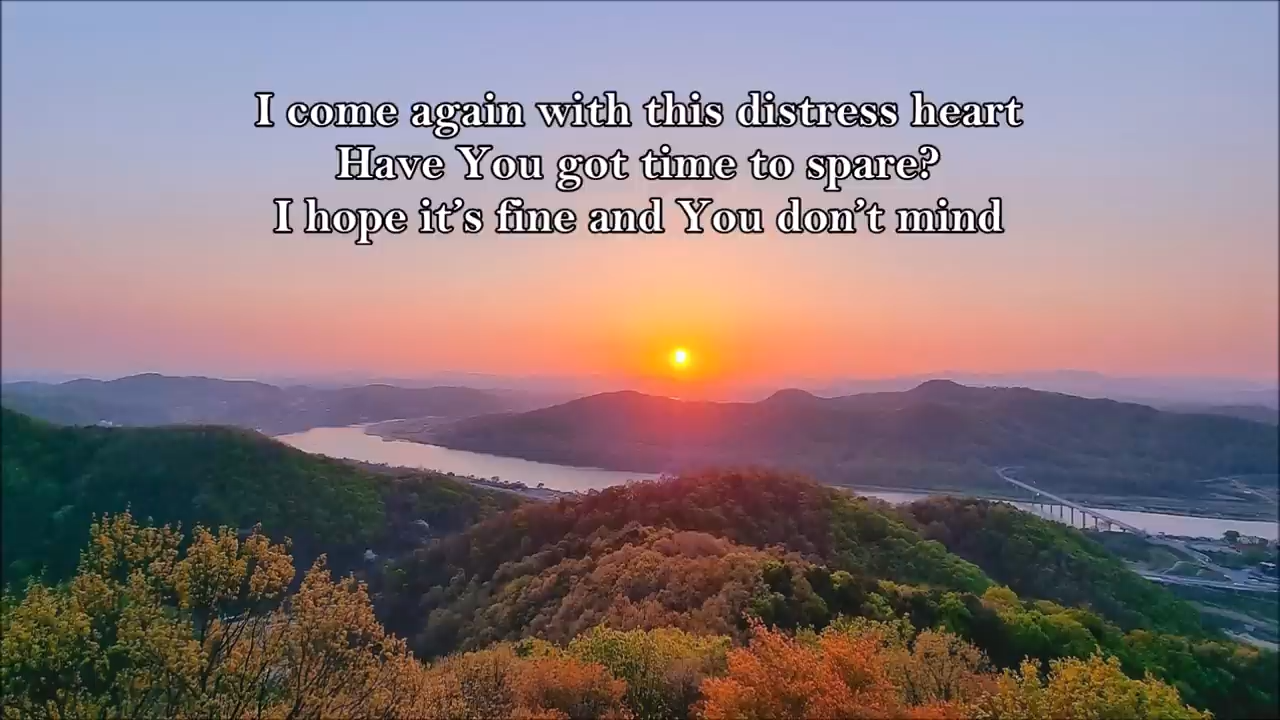 I come again with this distress heart
Have You got time to spare?
I hope it’s fine and You don’t mind